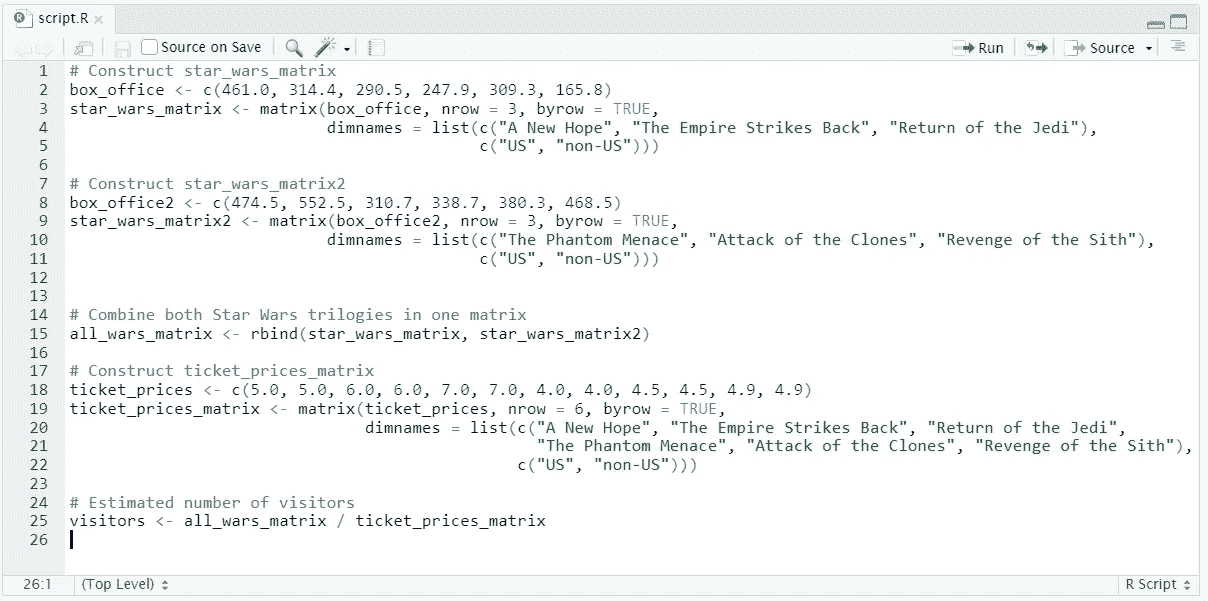 script.R
Source on Save
Run
Source
1 # Construct star_wars_matrix
2 box_office <- c(461.0, 314.4, 290.5, 247.9, 309.3, 165.8)
3 star_wars_matrix <- matrix(box_office, nrow = 3, byrow = TRUE,
4                            dimnames = list(c("A New Hope", "The Empire Strikes Back", "Return of the Jedi"),
5                                            c("US", "non-US")))
6
7 # Construct star_wars_matrix2
8 box_office2 <- c(474.5, 552.5, 310.7, 338.7, 380.3, 468.5)
9 star_wars_matrix2 <- matrix(box_office2, nrow = 3, byrow = TRUE,
10                            dimnames = list(c("The Phantom Menace", "Attack of the Clones", "Revenge of the Sith"),
11                                            c("US", "non-US")))
12
13
14 # Combine both Star Wars trilogies in one matrix
15 all_wars_matrix <- rbind(star_wars_matrix, star_wars_matrix2)
16
17 # Construct ticket_prices_matrix
18 ticket_prices <- c(5.0, 5.0, 6.0, 6.0, 7.0, 7.0, 4.0, 4.0, 4.5, 4.5, 4.9, 4.9)
19 ticket_prices_matrix <- matrix(ticket_prices, nrow = 6, byrow = TRUE,
20                                dimnames = list(c("A New Hope", "The Empire Strikes Back", "Return of the Jedi",
21                                                  "The Phantom Menace", "Attack of the Clones", "Revenge of the Sith"),
22                                                c("US", "non-US")))
23
24 # Estimated number of visitors
25 visitors <- all_wars_matrix / ticket_prices_matrix
26
26:1 (Top Level) R Script